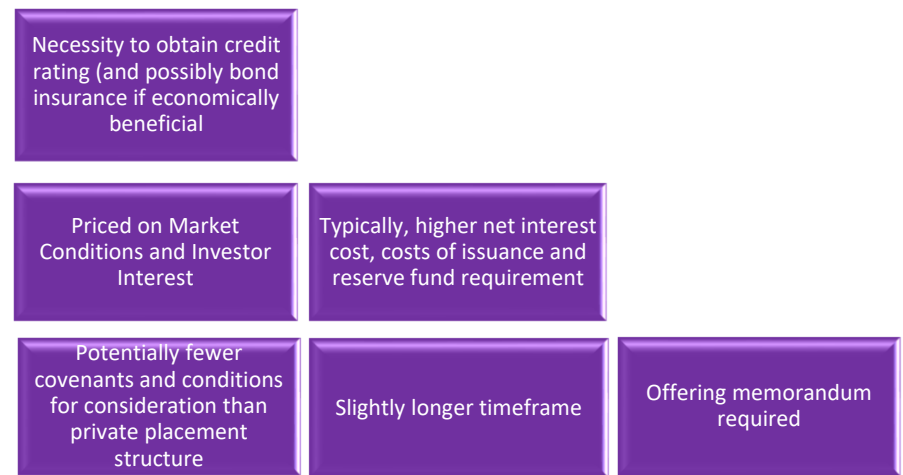 Necessity to obtain credit
rating (and possibly bond
insurance if economically
beneficial
Priced on Market
Conditions and Investor
Interest
Typically, higher net interest
cost, costs of issuance and
reserve fund requirement
Potentially fewer
covenants and conditions
for consideration than
private placement
structure
Slightly longer timeframe
Offering memorandum
required